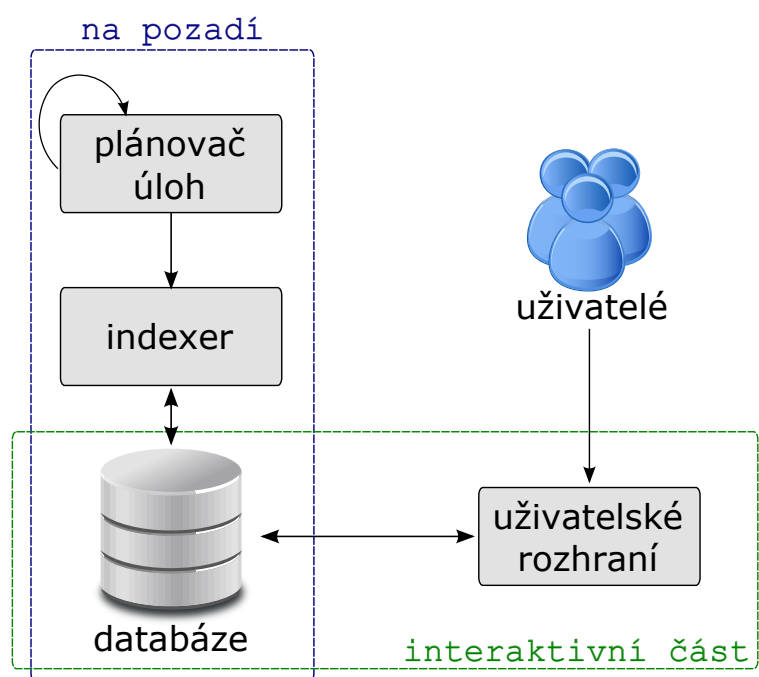 na pozadí
plánovač
úloh
indexer
uživatelé
uživatelské
rozhraní
databáze
interaktivní část